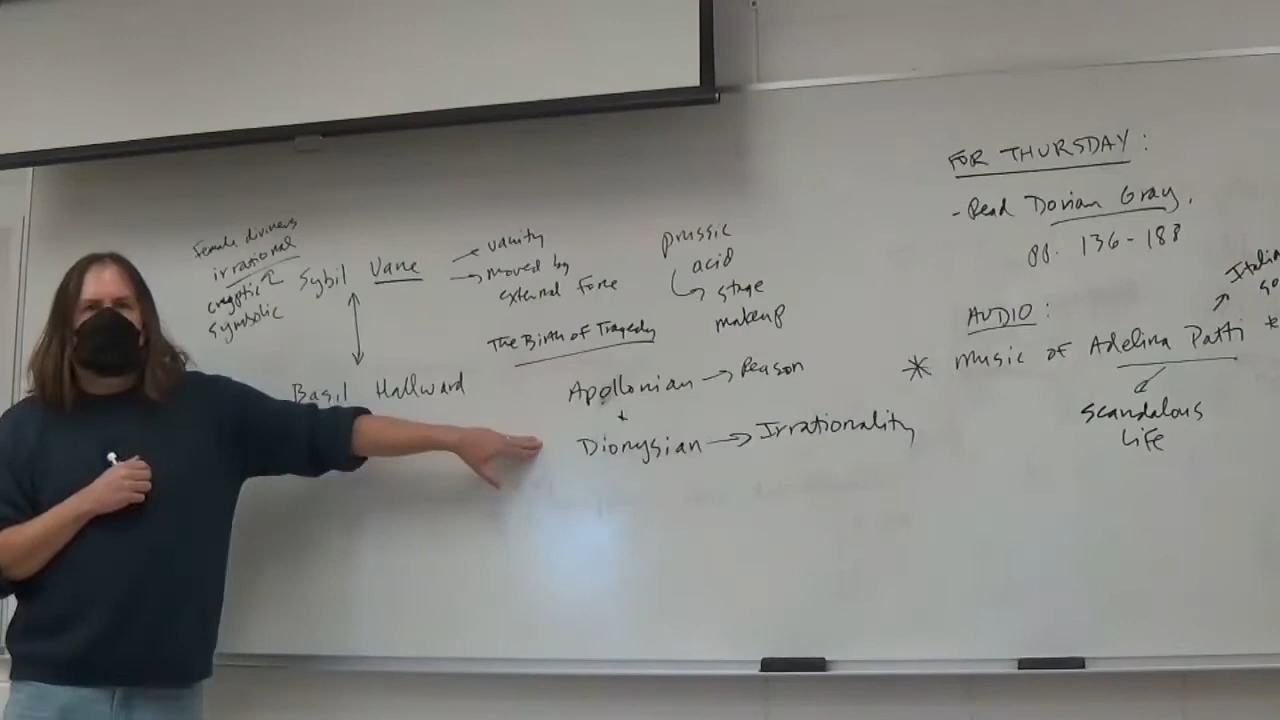 Female diviners
irrational
cryptic
symbolic
Sybil Vane
vanity
moved by
external force
Basil Hallward
prussic
acid
stage
makeup
The Birth of Tragedy
Apollonian → Reason
+
Dionysian → Irrationality
FOR THURSDAY:
- Read Dorian Gray,
pp. 136-188
AUDIO:
* Music of Adelina Patti
scandalous
life